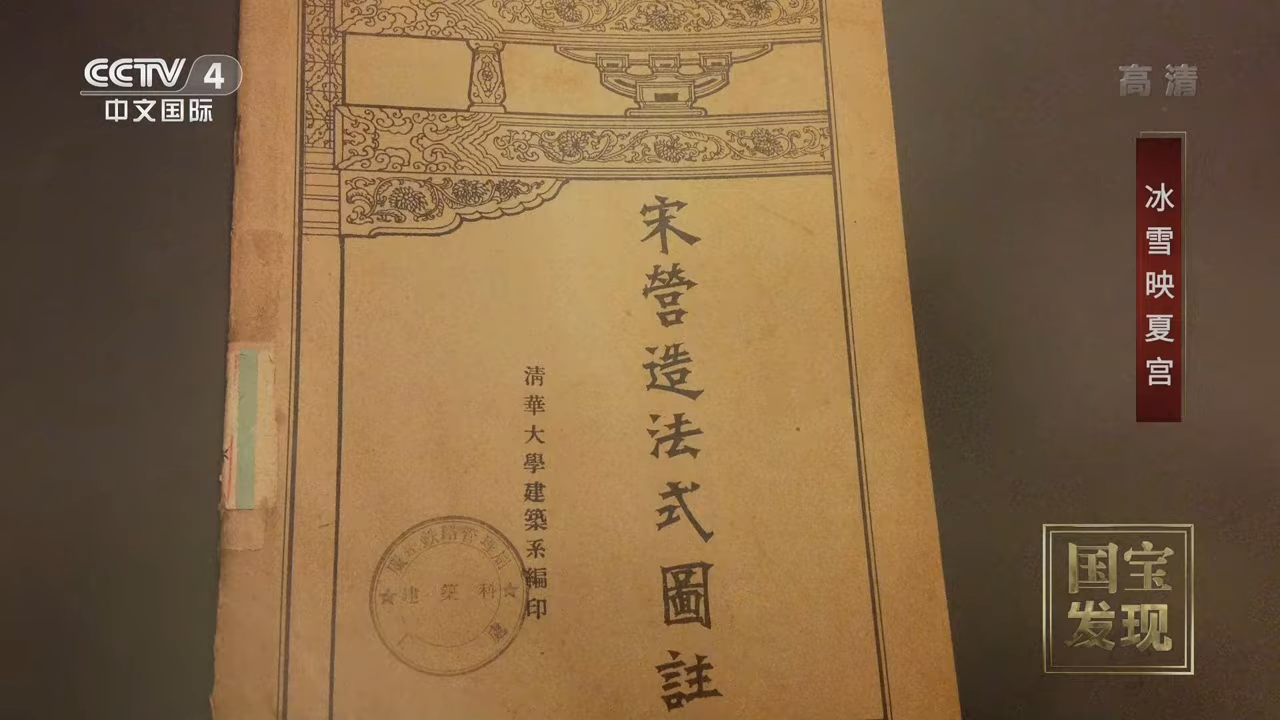 CCTV 4
中文国际
高清
冰雪映夏宫
宋營造法式圖註
清華大學建築系編印
建築科
国宝
发现